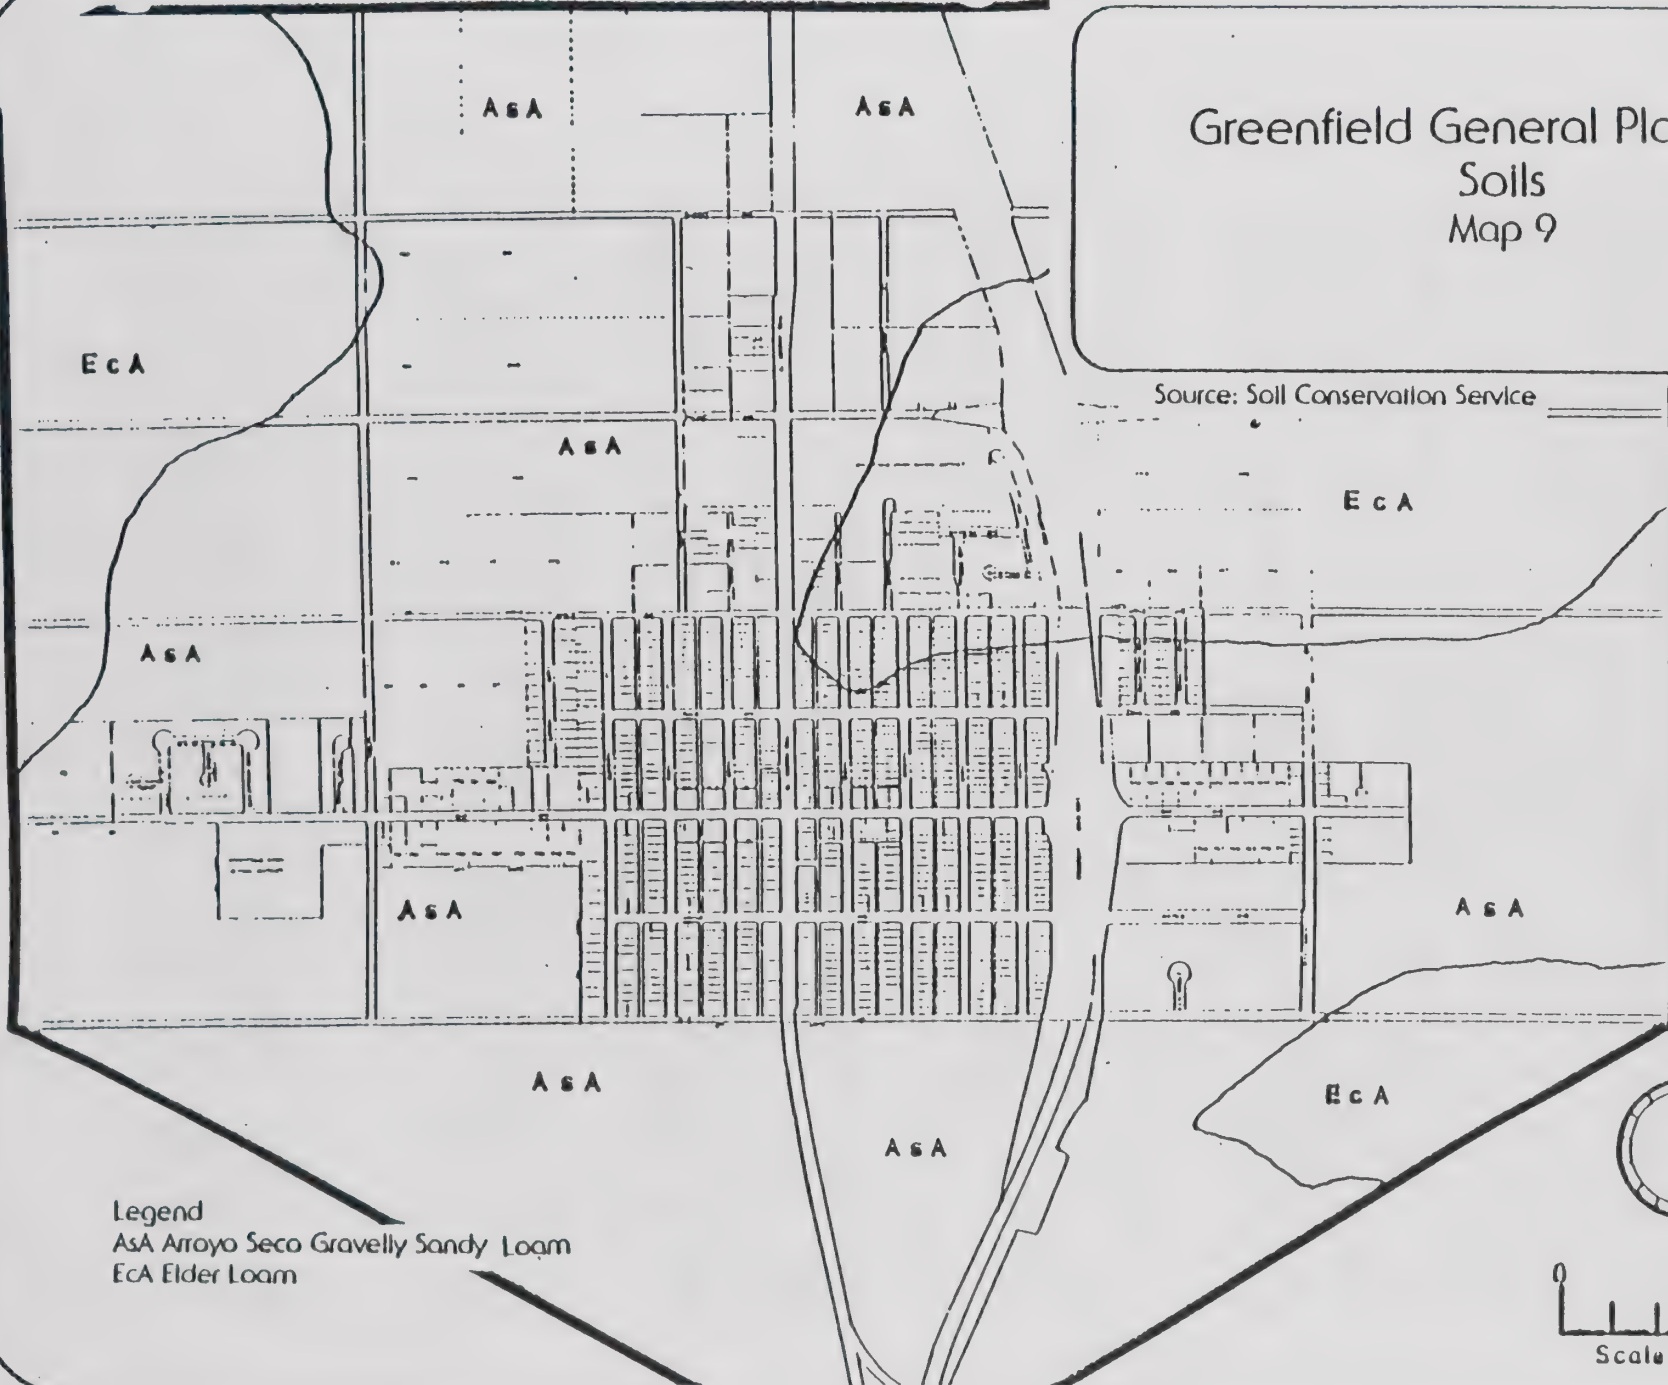 AsA
AsA
Greenfield General Pla
Soils
Map 9
EcA
Source: Soil Conservation Service
AsA
EcA
AsA
AsA
AsA
AsA
EcA
AsA
Legend
AsA Arroyo Seco Gravelly Sandy Loam
EcA Elder Loam
0
Scale